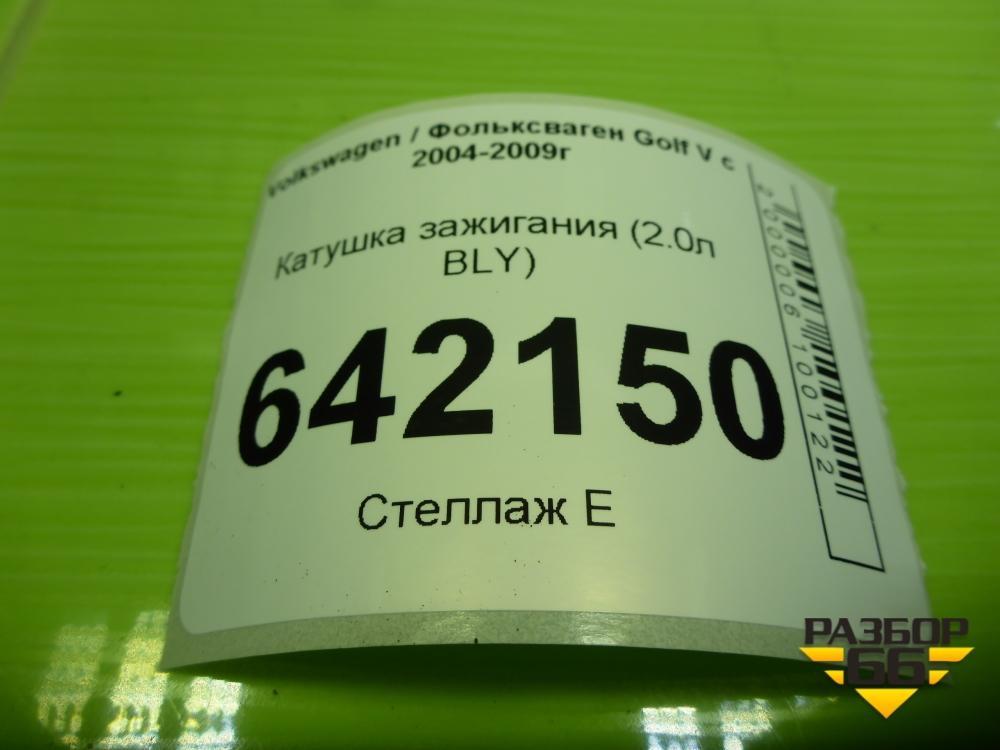 Volkswagen / Фольксваген Golf V с
2004-2009г
Катушка зажигания (2.0л
BLY)
642150
Стеллаж Е
2000006100122
РАЗБОР
66